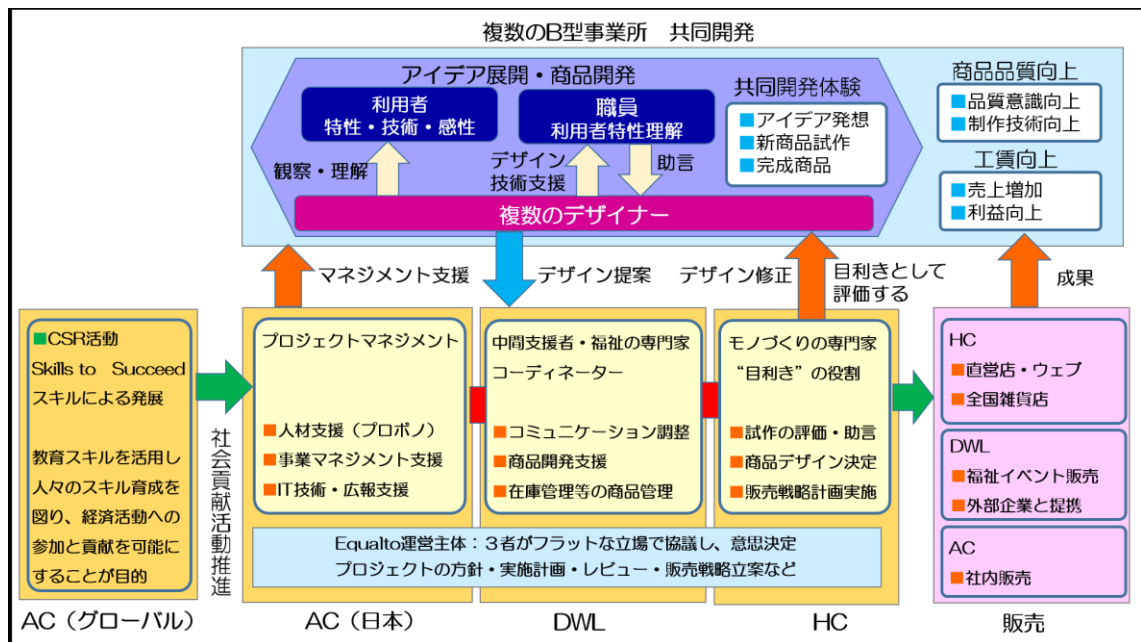 複数のB型事業所　共同開発
アイデア展開・商品開発
利用者
特性・技術・感性
職員
利用者特性理解
共同開発体験
■アイデア発想
■新商品試作
■完成商品
商品品質向上
■品質意識向上
■制作技術向上
工賃向上
■売上増加
■利益向上
観察・理解
デザイン
技術支援
助言
複数のデザイナー
マネジメント支援
デザイン提案
デザイン修正
目利きとして
評価する
成果
■CSR活動
Skills to Succeed
スキルによる発展
教育スキルを活用し
人々のスキル育成を
図り、経済活動への
参加と貢献を可能に
することが目的
AC（グローバル）
社会貢献活動推進
プロジェクトマネジメント
■人材支援（プロボノ）
■事業マネジメント支援
■IT技術・広報支援
AC（日本）
中間支援者・福祉の専門家
コーディネーター
■コミュニケーション調整
■商品開発支援
■在庫管理等の商品管理
DWL
モノづくりの専門家
“目利き”の役割
■試作の評価・助言
■商品デザイン決定
■販売戦略計画実施
HC
Equalto運営主体：３者がフラットな立場で協議し、意思決定
プロジェクトの方針・実施計画・レビュー・販売戦略立案など
HC
■直営店・ウェブ
■全国雑貨店
DWL
■福祉イベント販売
■外部企業と提携
AC
■社内販売
販売